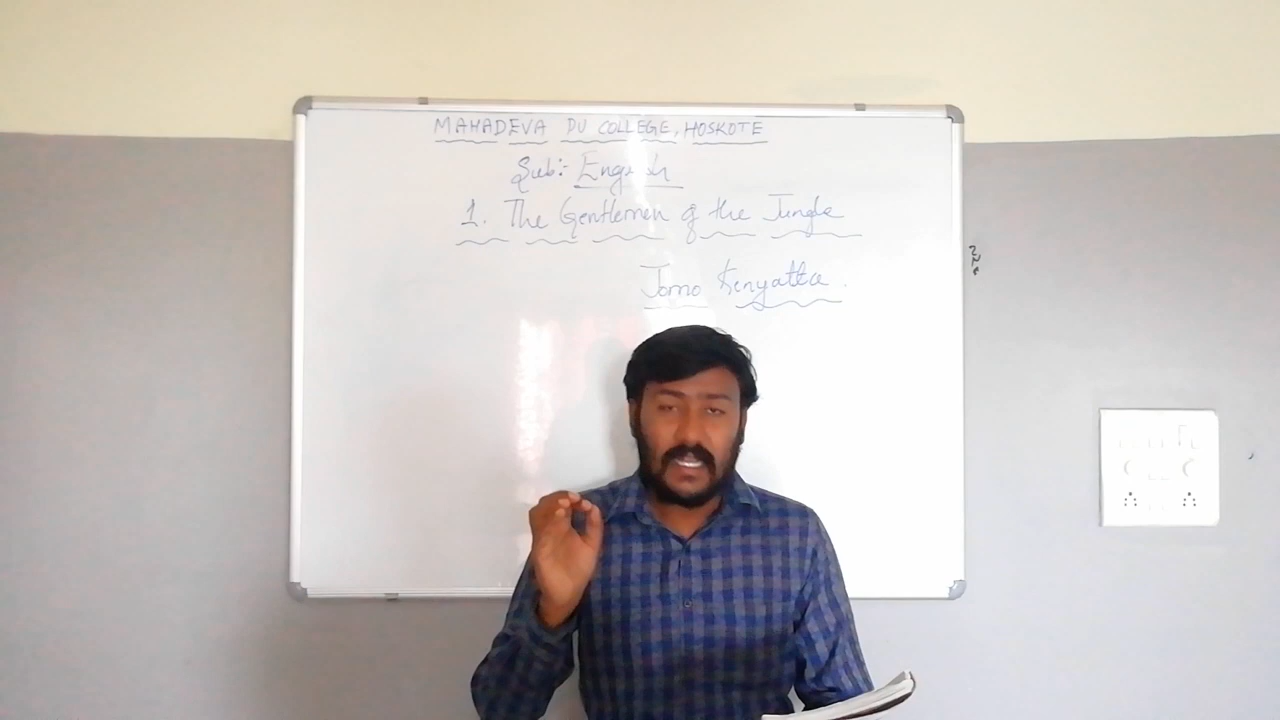 MAHADEVA PU COLLEGE, HOSKOTE
Sub:- English
1. The Gentlemen of the Jungle
Jomo Kenyatta.